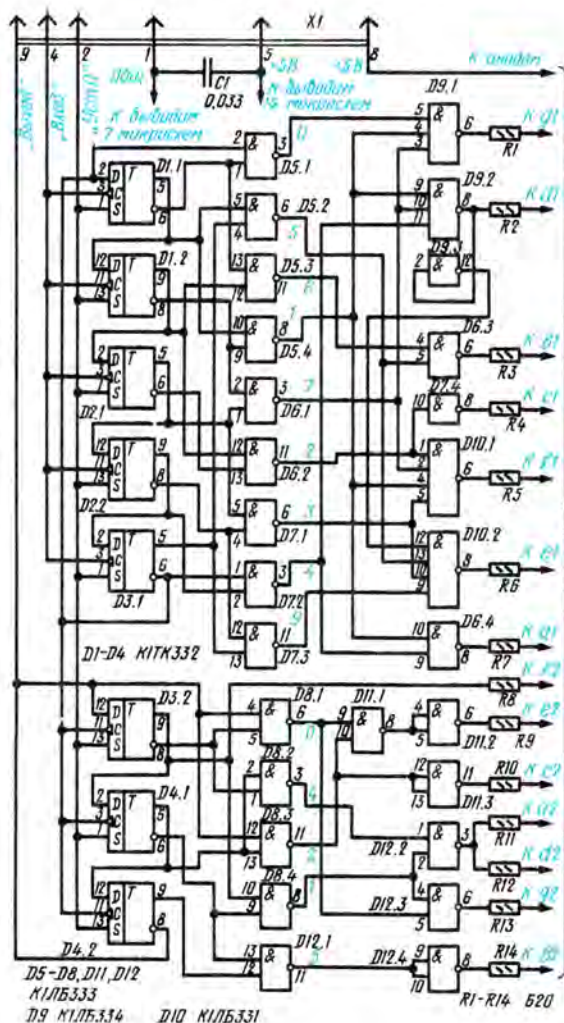 X1
9 4 2 1 5 8
„Выход"
„Вход"
„Уст.0"
Общ.
C1
0,033
+5В
+5В
К анодам
К выводам 7 микросхем
К выводам 14 микросхем
D1.1
D1.2
D2.1
D2.2
D3.1
D5.1
D5.2
D5.3
D5.4
D6.1
D6.2
D7.1
D7.2
D7.3
D9.1
D9.2
D9.3
D6.3
D7.4
D10.1
D10.2
D6.4
R1
R2
R3
R4
R5
R6
R7
К g1
К d1
К в1
К c1
К f1
К e1
К a1
D1-D4 К1ТК332
D3.2
D4.1
D4.2
D8.1
D8.2
D8.3
D8.4
D11.1
D11.2
D11.3
D12.1
D12.2
D12.3
D12.4
R8
R9
R10
R11
R12
R13
R14
К f2
К e2
К c2
К a2
К d2
К g2
К в2
D5-D8, D11, D12
К1ЛБ333
D9 К1ЛБ334 D10 К1ЛБ331
R1-R14 620